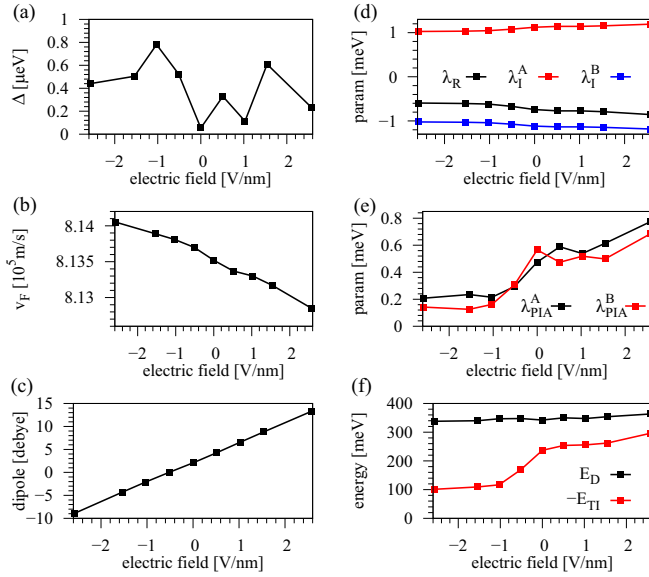 (a)
Δ [μeV]
1
0.8
0.6
0.4
0.2
0
−2 −1 0 1 2
electric field [V/nm]
(b)
v_F [10^5 m/s]
8.14
8.135
8.13
−2 −1 0 1 2
electric field [V/nm]
(c)
dipole [debye]
15
10
5
0
−5
−10
−2 −1 0 1 2
electric field [V/nm]
(d)
param [meV]
1
0
−1
λ_R λ_I^A λ_I^B
−2 −1 0 1 2
electric field [V/nm]
(e)
param [meV]
0.8
0.6
0.4
0.2
0
λ_PIA^A λ_PIA^B
−2 −1 0 1 2
electric field [V/nm]
(f)
energy [meV]
400
300
200
100
0
E_D
−E_TI
−2 −1 0 1 2
electric field [V/nm]